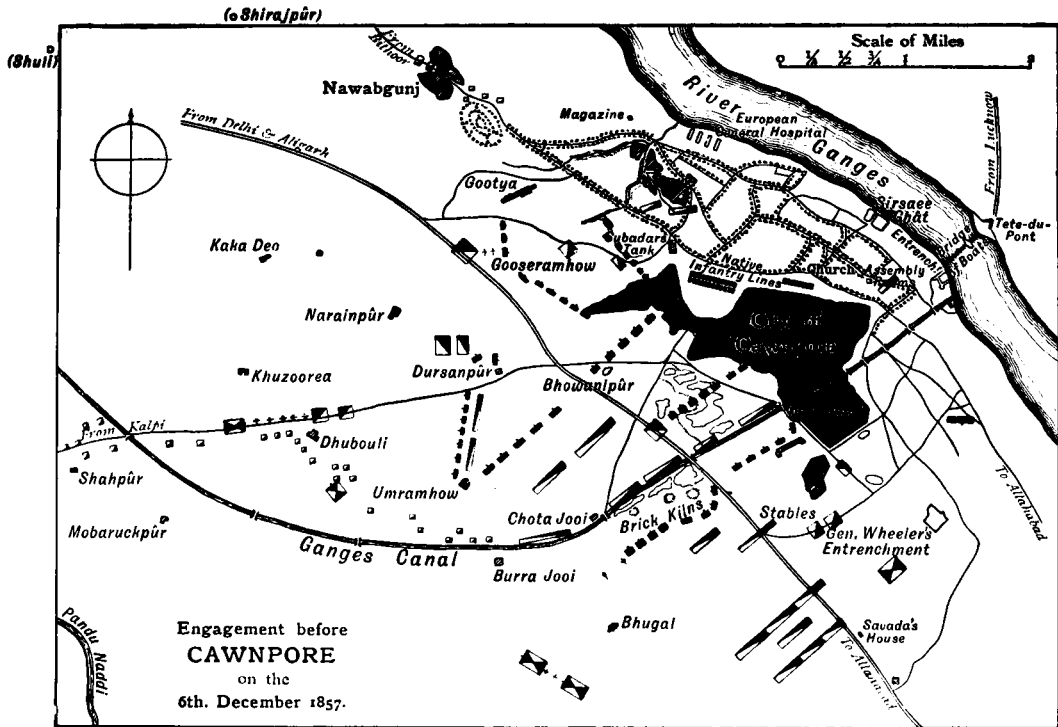 (Shirajpûr)
(Shuli)
From Bithoor
Nawabgunj
Scale of Miles
0 ¼ ½ ¾ 1 2
River Ganges
Magazine
European
General Hospital
From Lucknow
From Delhi & Aligarh
Gootya
Sirsaee
Ghât
Tete-du-
Pont
Bridge of Boats
Entrench.
Kaka Deo
Subadar's
Tank
Gooseramhow
Native
Infantry Lines
Church
Assembly
Rooms
Narainpûr
City of
Cawnpore
Khuzoorea
Dursanpûr
Bhowanipûr
From Kalpi
Dhubouli
Shahpûr
Umramhow
Mobaruckpûr
Chota Jooi
Brick Kilns
Stables
Gen. Wheeler's
Entrenchment
To Allahabad
Ganges Canal
Burra Jooi
Pandu Naddi
Bhugal
Savada's
House
To Allahabad
Engagement before
CAWNPORE
on the
6th. December 1857.